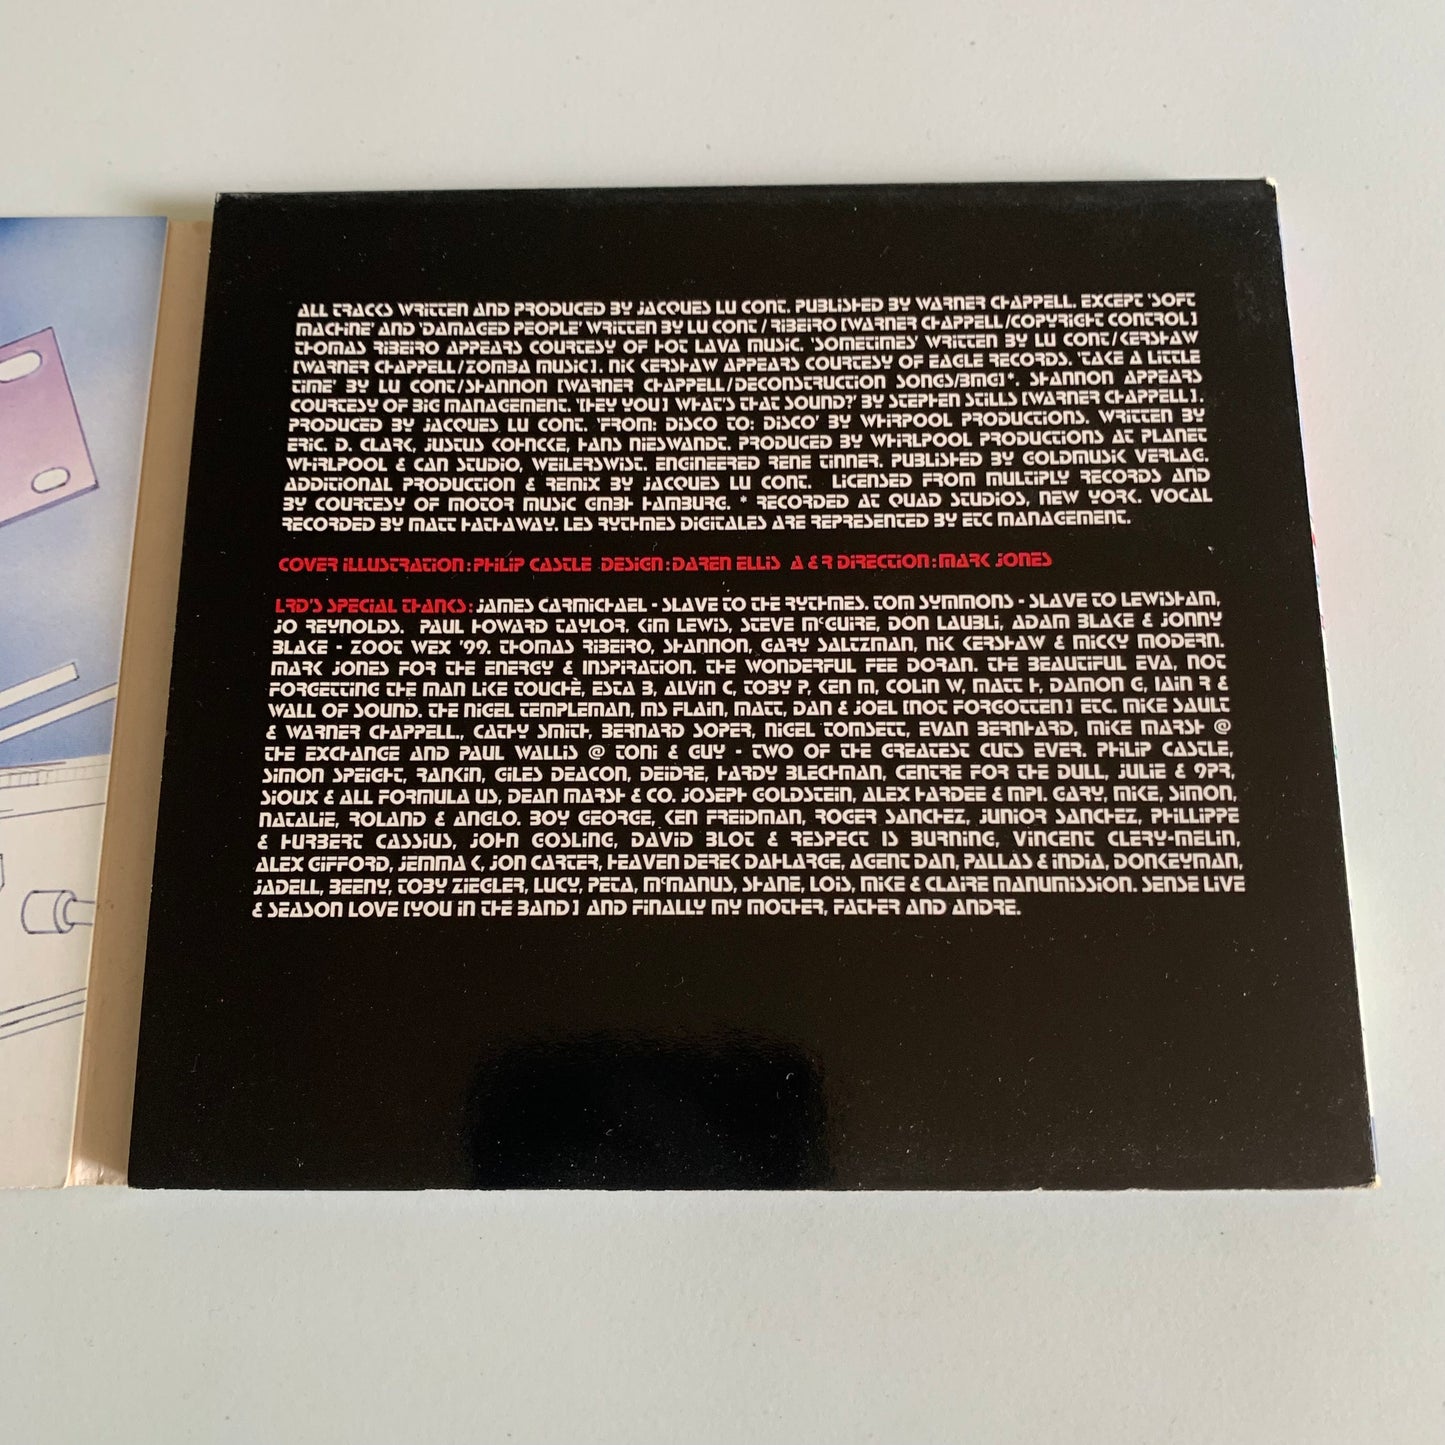 ALL TRACKS WRITTEN AND PRODUCED BY JACQUES LU CONT. PUBLISHED BY WARNER CHAPPELL. EXCEPT 'SOFT
MACHINE' AND 'DAMAGED PEOPLE' WRITTEN BY LU CONT / RIBEIRO [WARNER CHAPPELL /COPYRIGHT CONTROL]
THOMAS RIBEIRO APPEARS COURTESY OF HOT LAVA MUSIC. 'SOMETIMES' WRITTEN BY LU CONT/KERSHAW
[WARNER CHAPPELL/ZOMBA MUSIC]. NIK KERSHAW APPEARS COURTESY OF EAGLE RECORDS. 'TAKE A LITTLE
TIME' BY LU CONT/SHANNON [WARNER CHAPPELL/DECONSTRUCTION SONGS/BMG]*. SHANNON APPEARS
COURTESY OF BIG MANAGEMENT. '[HEY YOU] WHAT'S THAT SOUND?' BY STEPHEN STILLS [WARNER CHAPPELL].
PRODUCED BY JACQUES LU CONT. 'FROM: DISCO TO: DISCO' BY WHIRPOOL PRODUCTIONS. WRITTEN BY
ERIC. D. CLARK, JUSTUS KOHNCKE, HANS NIESWANDT. PRODUCED BY WHIRLPOOL PRODUCTIONS AT PLANET
WHIRLPOOL & CAN STUDIO, WEILERSWIST. ENGINEERED RENE TINNER. PUBLISHED BY GOLDMUSIK VERLAG.
ADDITIONAL PRODUCTION & REMIX BY JACQUES LU CONT. LICENSED FROM MULTIPLY RECORDS AND
BY COURTESY OF MOTOR MUSIC GMBH HAMBURG. * RECORDED AT QUAD STUDIOS, NEW YORK. VOCAL
RECORDED BY MATT HATHAWAY. LES RYTHMES DIGITALES ARE REPRESENTED BY ETC MANAGEMENT.
COVER ILLUSTRATION:PHILIP CASTLE DESIGN:DAREN ELLIS A & R DIRECTION:MARK JONES
LRD'S SPECIAL THANKS: JAMES CARMICHAEL - SLAVE TO THE RYTHMES. TOM SYMMONS - SLAVE TO LEWISHAM,
JO REYNOLDS. PAUL HOWARD TAYLOR, KIM LEWIS, STEVE McGUIRE, DON LAUBLI, ADAM BLAKE & JONNY
BLAKE - ZOOT WEX '99. THOMAS RIBEIRO, SHANNON, GARY SALTZMAN, NIK KERSHAW & MICKY MODERN.
MARK JONES FOR THE ENERGY & INSPIRATION. THE WONDERFUL FEE DORAN. THE BEAUTIFUL EVA, NOT
FORGETTING THE MAN LIKE TOUCHÈ, ESTA B, ALVIN C, TOBY P, KEN M, COLIN W, MATT H, DAMON G, IAIN R &
WALL OF SOUND. THE NIGEL TEMPLEMAN, MS FLAIN, MATT, DAN & JOEL [NOT FORGOTTEN] ETC. MIKE SAULT
& WARNER CHAPPELL., CATHY SMITH, BERNARD SOPER, NIGEL TOMSETT, EVAN BERNHARD, MIKE MARSH @
THE EXCHANGE AND PAUL WALLIS @ TONI & GUY - TWO OF THE GREATEST CUTS EVER. PHILIP CASTLE,
SIMON SPEIGHT, RANKIN, GILES DEACON, DEIDRE, HARDY BLECHMAN, CENTRE FOR THE DULL, JULIE & 9PR,
SIOUX & ALL FORMULA US, DEAN MARSH & CO. JOSEPH GOLDSTEIN, ALEX HARDEE & MPI. GARY, MIKE, SIMON,
NATALIE, ROLAND & ANGLO. BOY GEORGE, KEN FREIDMAN, ROGER SANCHEZ, JUNIOR SANCHEZ, PHILLIPPE
& HURBERT CASSIUS, JOHN GOSLING, DAVID BLOT & RESPECT IS BURNING, VINCENT CLERY-MELIN,
ALEX GIFFORD, JEMMA K, JON CARTER, HEAVEN DEREK DAHLARGE, AGENT DAN, PALLAS & INDIA, DONKEYMAN,
JADELL, BEENY, TOBY ZIEGLER, LUCY, PETA, McMANUS, SHANE, LOIS, MIKE & CLAIRE MANUMISSION. SENSE LIVE
& SEASON LOVE [YOU IN THE BAND] AND FINALLY MY MOTHER, FATHER AND ANDRE.